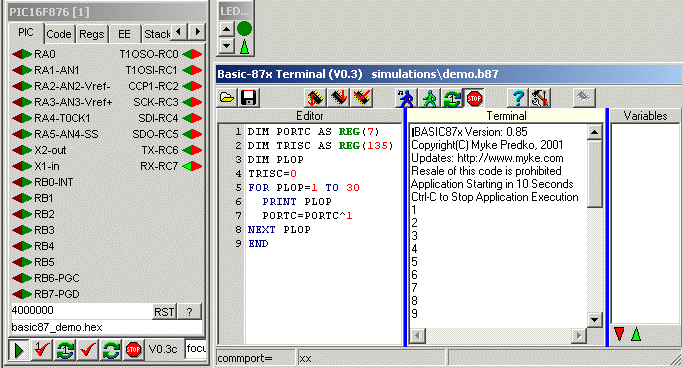 PIC16F876 [1]
PIC Code Regs EE Stack
RA0 T1OSO-RC0
RA1-AN1 T1OSI-RC1
RA2-AN2-Vref- CCP1-RC2
RA3-AN3-Vref+ SCK-RC3
RA4-T0CK1 SDI-RC4
RA5-AN4-SS SDO-RC5
X2-out TX-RC6
X1-in RX-RC7
RB0-INT
RB1
RB2
RB3
RB4
RB5
RB6-PGC
RB7-PGD
4000000 RST ?
basic87_demo.hex
1 STOP V0.3c focu
LED...
Basic-87x Terminal (V0.3) simulations\demo.b87
STOP ?
Editor
1 DIM PORTC AS REG(7)
2 DIM TRISC AS REG(135)
3 DIM PLOP
4 TRISC=0
5 FOR PLOP=1 TO 30
6 PRINT PLOP
7 PORTC=PORTC^1
8 NEXT PLOP
9 END
Terminal
BASIC87x Version: 0.85
Copyright(C) Myke Predko, 2001
Updates: http://www.myke.com
Resale of this code is prohibited
Application Starting in 10 Seconds
Ctrl-C to Stop Application Execution
1
2
3
4
5
6
7
8
9
Variables
commport= xx